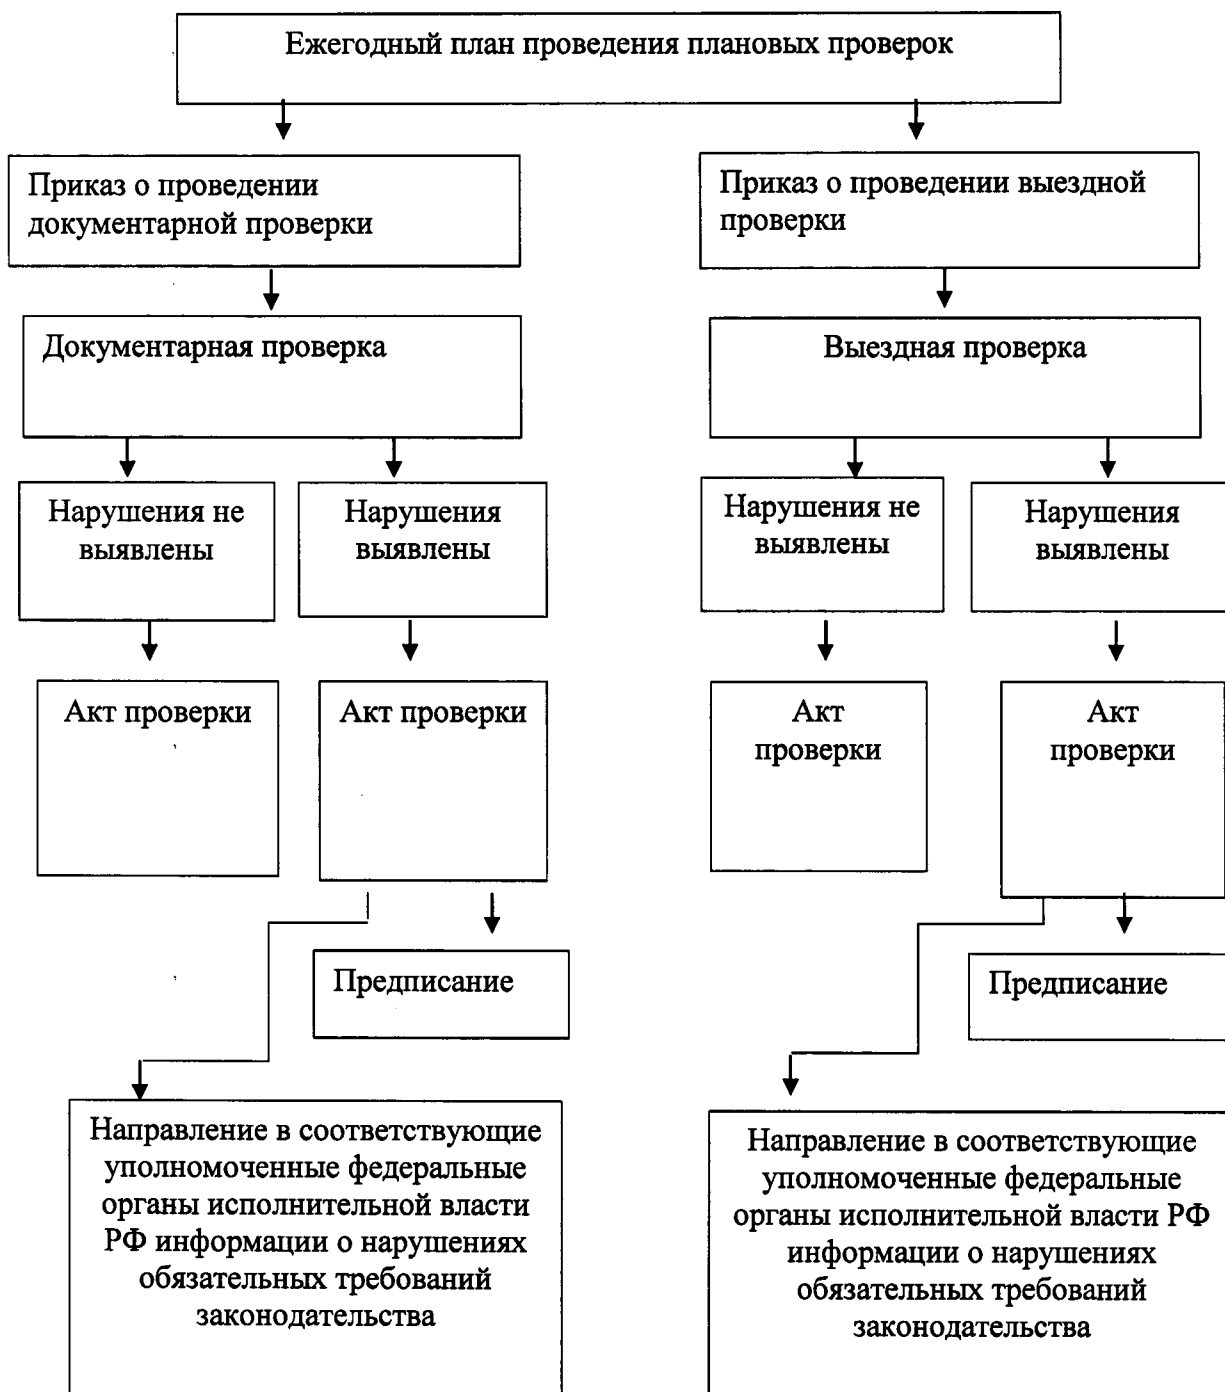 Ежегодный план проведения плановых проверок
Приказ о проведении
документарной проверки
Приказ о проведении выездной
проверки
Документарная проверка
Выездная проверка
Нарушения не
выявлены
Нарушения
выявлены
Нарушения не
выявлены
Нарушения
выявлены
Акт проверки
Акт проверки
Акт
проверки
Акт
проверки
Предписание
Предписание
Направление в соответствующие
уполномоченные федеральные
органы исполнительной власти
РФ информации о нарушениях
обязательных требований
законодательства
Направление в соответствующие
уполномоченные федеральные
органы исполнительной власти РФ
информации о нарушениях
обязательных требований
законодательства